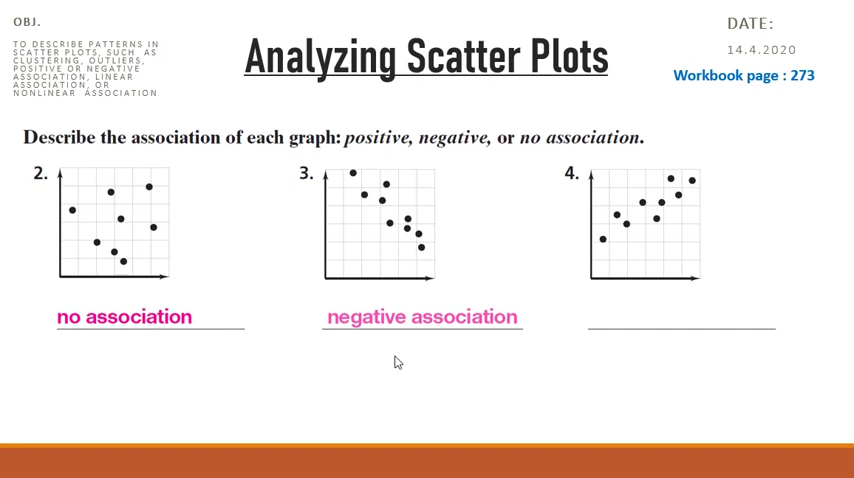 OBJ.
TO DESCRIBE PATTERNS IN
SCATTER PLOTS, SUCH AS
CLUSTERING, OUTLIERS,
POSITIVE OR NEGATIVE
ASSOCIATION, LINEAR
ASSOCIATION, OR
NONLINEAR ASSOCIATION
Analyzing Scatter Plots
DATE:
14.4.2020
Workbook page : 273
Describe the association of each graph: positive, negative, or no association.
2. 3. 4.
no association negative association